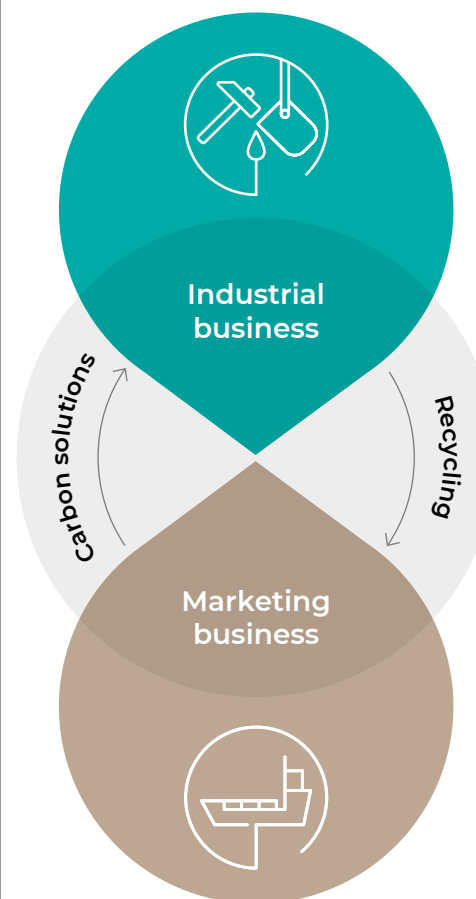 Industrial
business
Carbon solutions
Recycling
Marketing
business